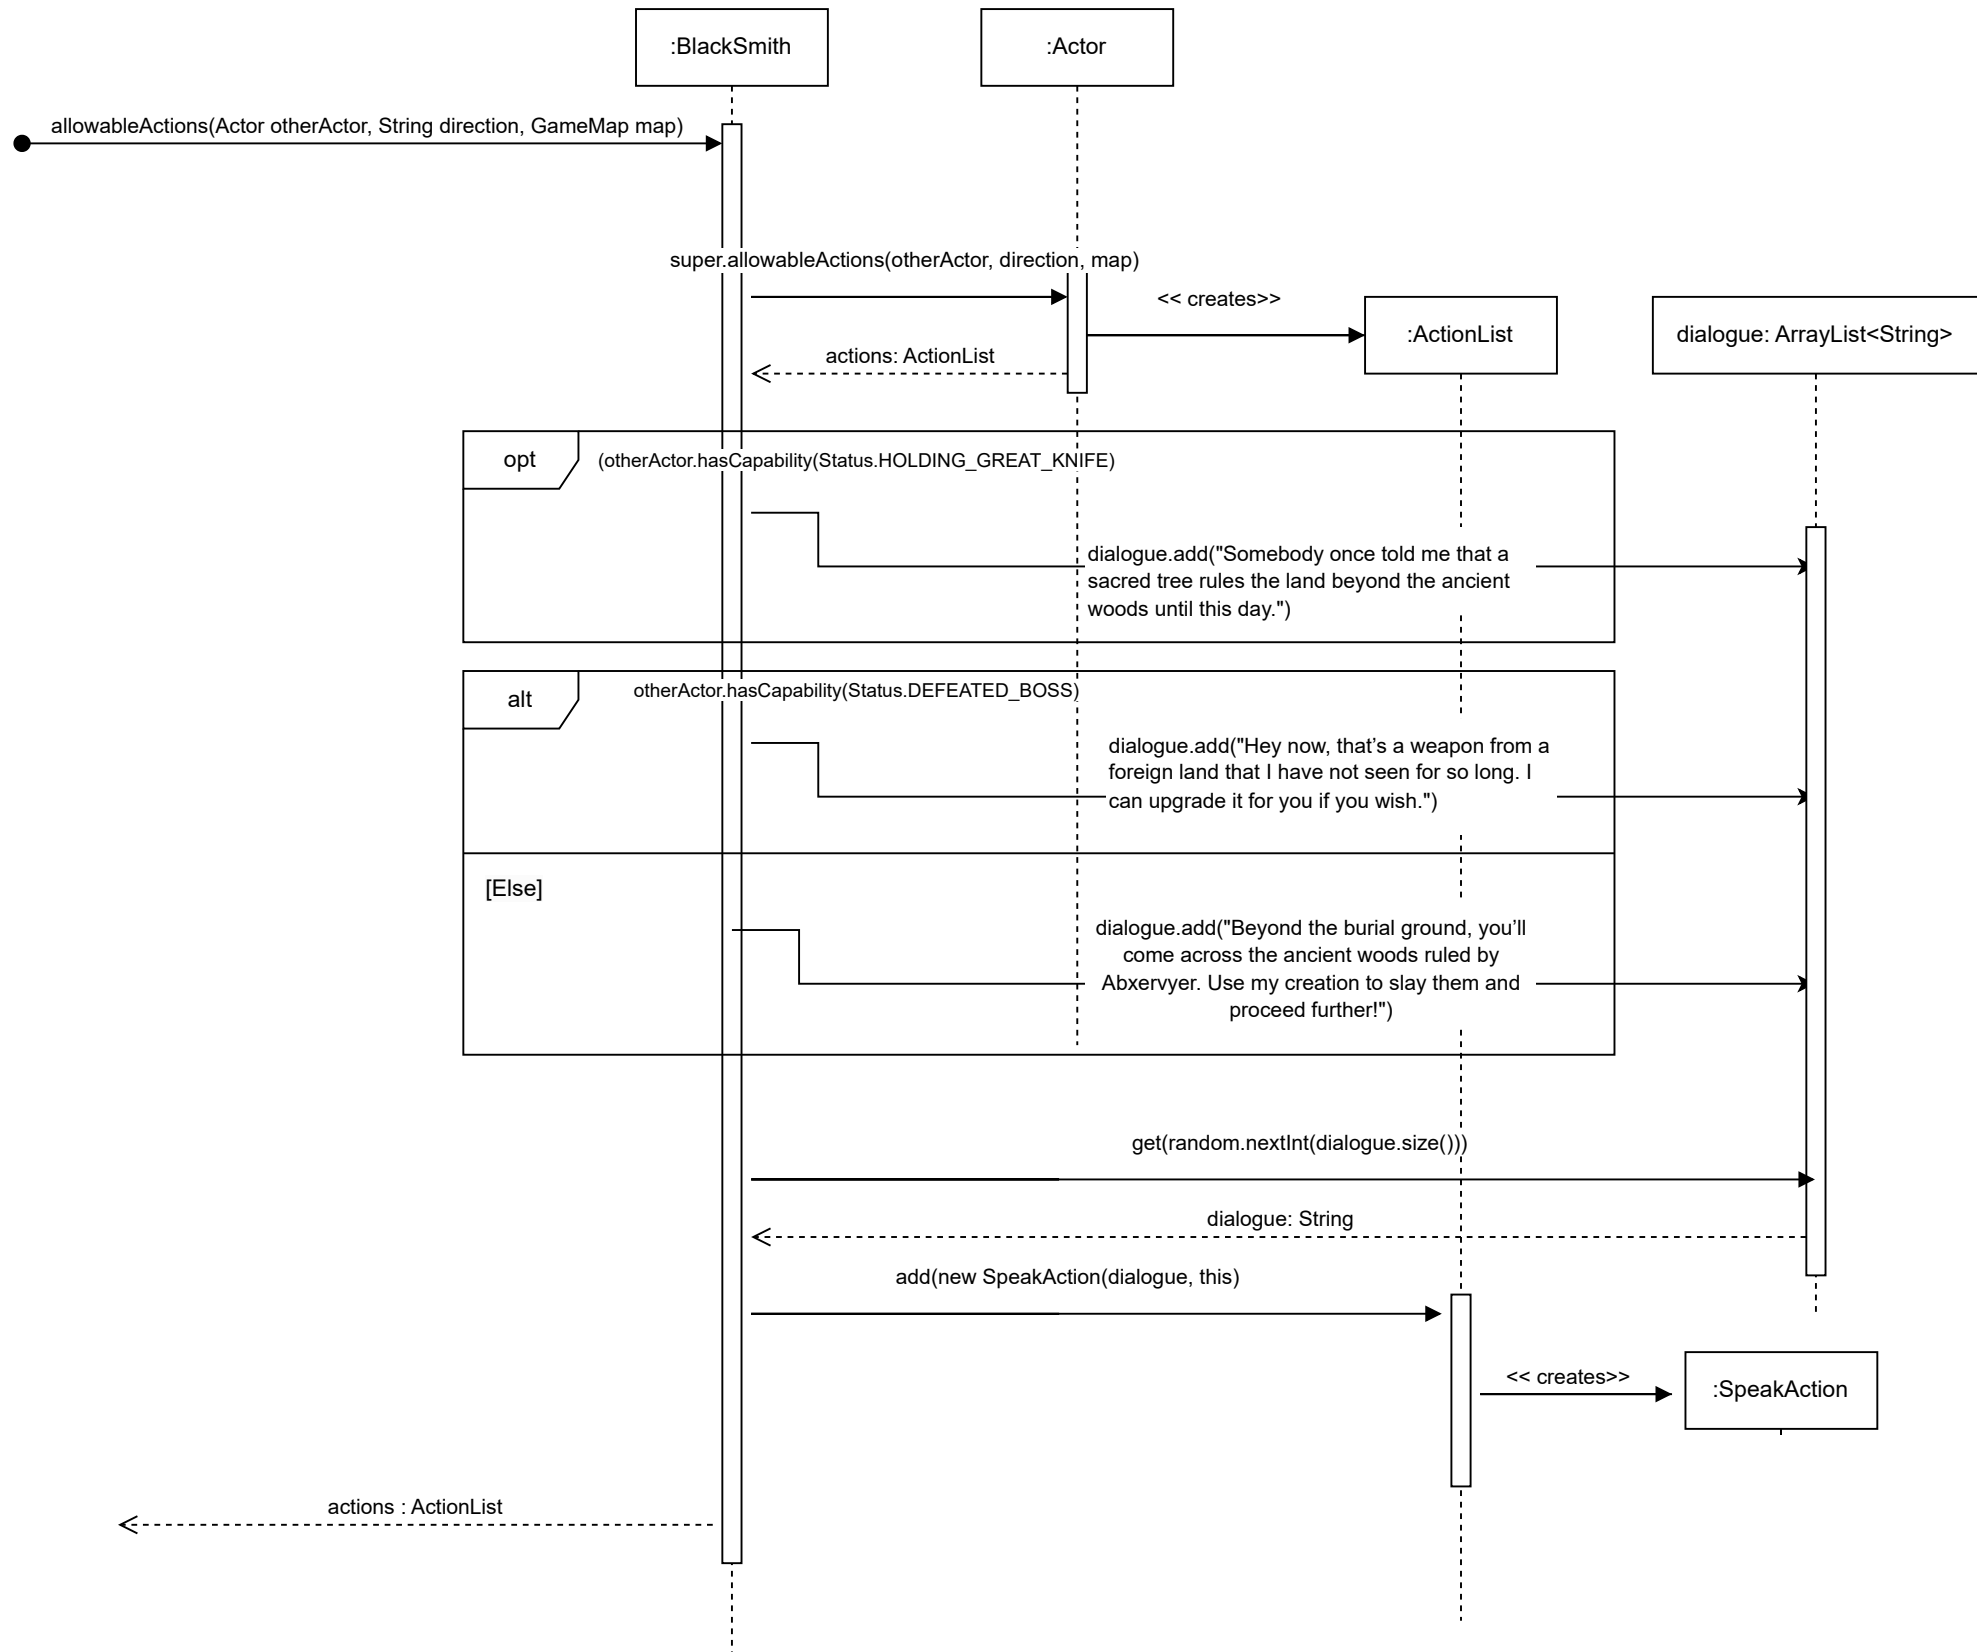 :BlackSmith
:Actor
allowableActions(Actor otherActor, String direction, GameMap map)
super.allowableActions(otherActor, direction, map)
<< creates>>
:ActionList
dialogue: ArrayList<String>
actions: ActionList
opt
(otherActor.hasCapability(Status.HOLDING_GREAT_KNIFE)
dialogue.add("Somebody once told me that a
sacred tree rules the land beyond the ancient
woods until this day.")
alt
otherActor.hasCapability(Status.DEFEATED_BOSS)
dialogue.add("Hey now, that’s a weapon from a
foreign land that I have not seen for so long. I
can upgrade it for you if you wish.")
[Else]
dialogue.add("Beyond the burial ground, you’ll
come across the ancient woods ruled by
Abxervyer. Use my creation to slay them and
proceed further!")
get(random.nextInt(dialogue.size()))
dialogue: String
add(new SpeakAction(dialogue, this)
<< creates>>
:SpeakAction
actions : ActionList